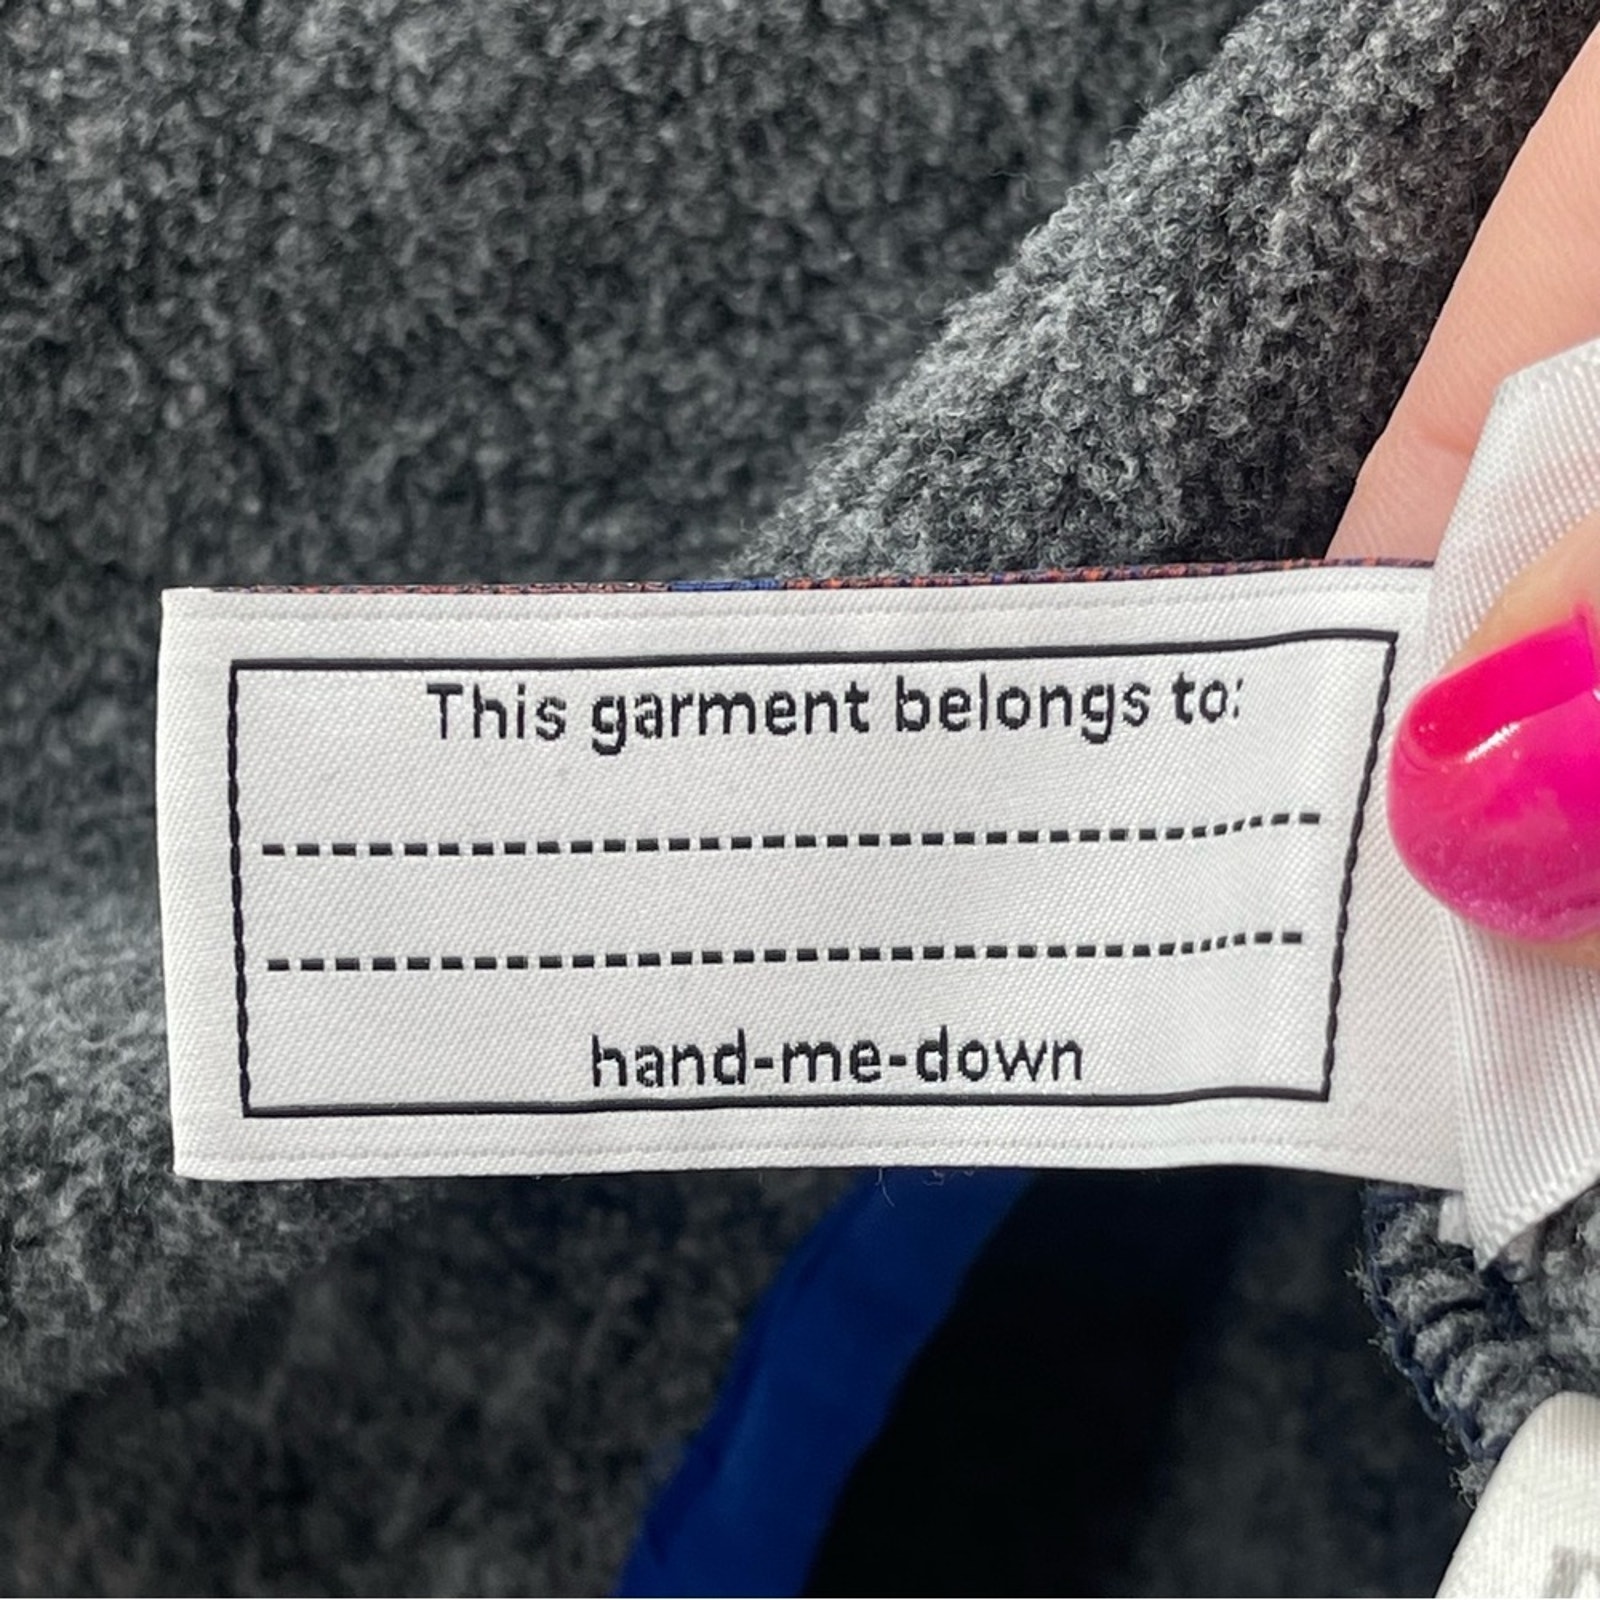 This garment belongs to:
hand-me-down